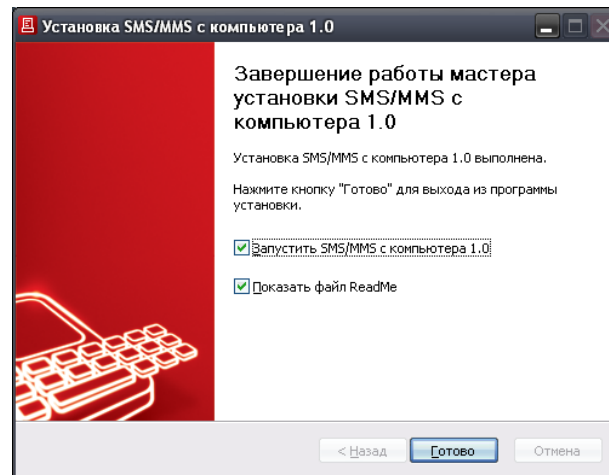 Установка SMS/MMS с компьютера 1.0
Завершение работы мастера
установки SMS/MMS с
компьютера 1.0
Установка SMS/MMS с компьютера 1.0 выполнена.
Нажмите кнопку "Готово" для выхода из программы
установки.
Запустить SMS/MMS с компьютера 1.0
Показать файл ReadMe
< Назад Готово Отмена